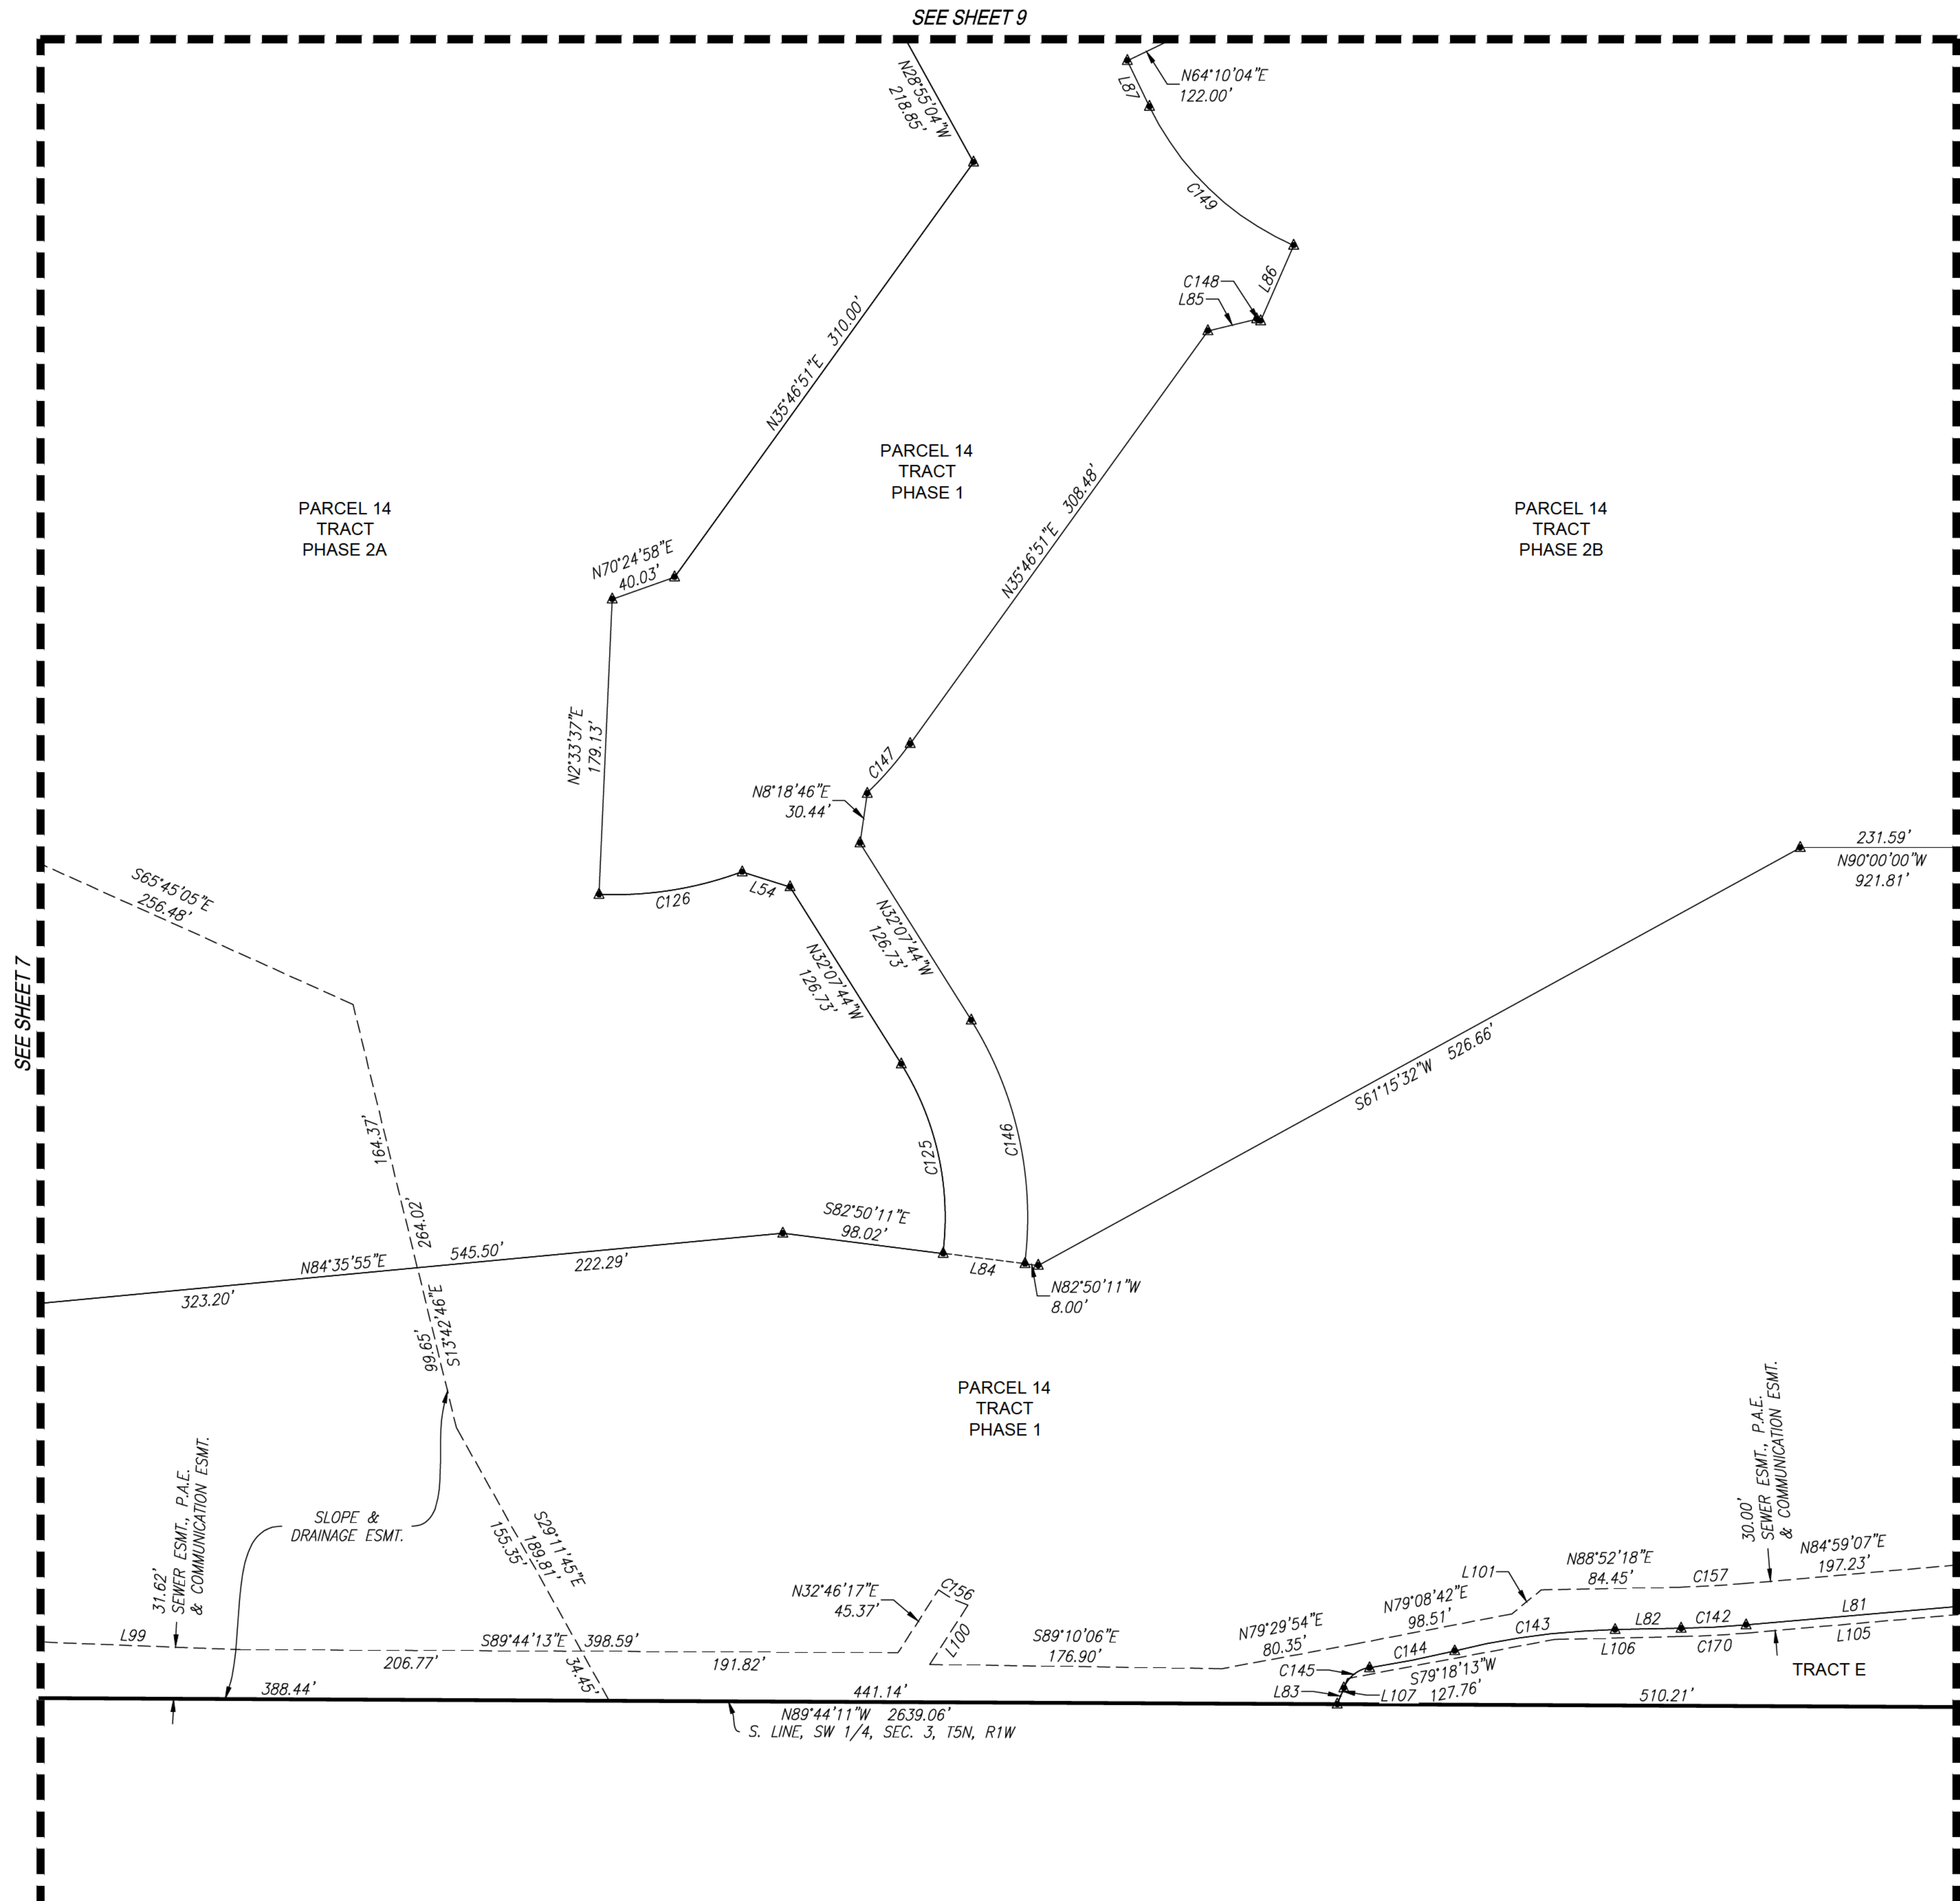 SEE SHEET 9
N28°55'04"W
218.85'
L87
N64°10'04"E
122.00'
C149
C148
L85
L86
N35°46'51"E 310.00'
PARCEL 14
TRACT
PHASE 1
N35°46'51"E 308.48'
PARCEL 14
TRACT
PHASE 2A
PARCEL 14
TRACT
PHASE 2B
N70°24'58"E
40.03'
N2°33'37"E
179.13'
C147
N8°18'46"E
30.44'
231.59'
N90°00'00"W
921.81'
S65°45'05"E
256.48'
C126
L54
N32°07'44"W
126.73'
N32°07'44"W
126.73'
SEE SHEET 7
S61°15'32"W 526.66'
164.37'
264.02'
C125
C146
S82°50'11"E
98.02'
N84°35'55"E
545.50'
222.29'
323.20'
L84
N82°50'11"W
8.00'
99.65'
S13°42'46"E
PARCEL 14
TRACT
PHASE 1
31.62'
SEWER ESMT., P.A.E.
& COMMUNICATION ESMT.
SLOPE &
DRAINAGE ESMT.
S29°11'45"E
189.81'
155.35'
30.00'
SEWER ESMT., P.A.E.
& COMMUNICATION ESMT.
N84°59'07"E
197.23'
N88°52'18"E
84.45'
C157
L101
N32°46'17"E
45.37'
C156
L100
N79°08'42"E
98.51'
N79°29'54"E
80.35'
S89°10'06"E
176.90'
L99
S89°44'13"E 398.59'
206.77'
191.82'
34.45'
C143
L82
C142
L81
C144
L106
C170
L105
C145
S79°18'13"W
127.76'
L83
L107
TRACT E
388.44'
441.14'
510.21'
N89°44'11"W 2639.06'
S. LINE, SW 1/4, SEC. 3, T5N, R1W